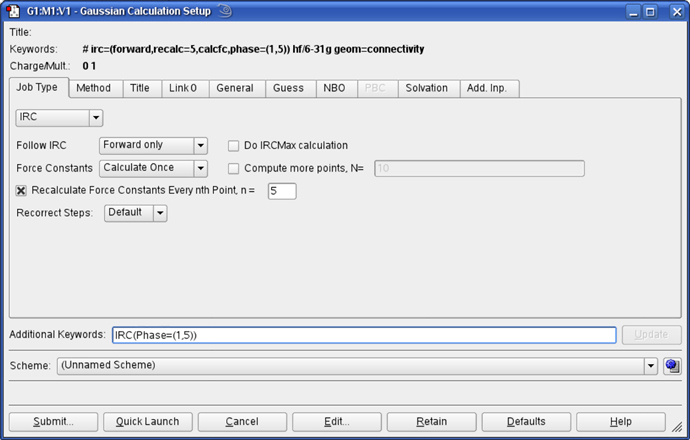 G1:M1:V1 - Gaussian Calculation Setup
Title:
Keywords: # irc=(forward,recalc=5,calcfc,phase=(1,5)) hf/6-31g geom=connectivity
Charge/Mult.: 0 1
Job Type Method Title Link 0 General Guess NBO PBC Solvation Add. Inp.
IRC
Follow IRC Forward only Do IRCMax calculation
Force Constants Calculate Once Compute more points, N= 10
Recalculate Force Constants Every nth Point, n = 5
Recorrect Steps: Default
Additional Keywords: IRC(Phase=(1,5)) Update
Scheme: (Unnamed Scheme)
Submit... Quick Launch Cancel Edit... Retain Defaults Help